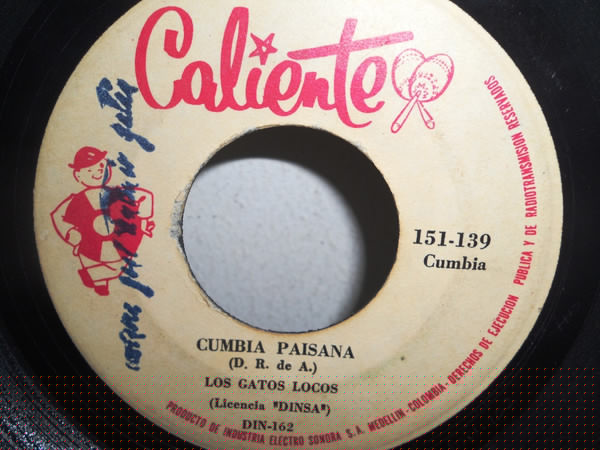 Caliente
151-139
Cumbia
CUMBIA PAISANA
(D. R. de A.)
LOS GATOS LOCOS
(Licencia "DINSA")
DIN-162
PRODUCTO DE INDUSTRIA ELECTRO SONORA S. A. MEDELLIN - COLOMBIA - DERECHOS DE EJECUCION PUBLICA Y DE RADIOTRANSMISION RESERVADOS